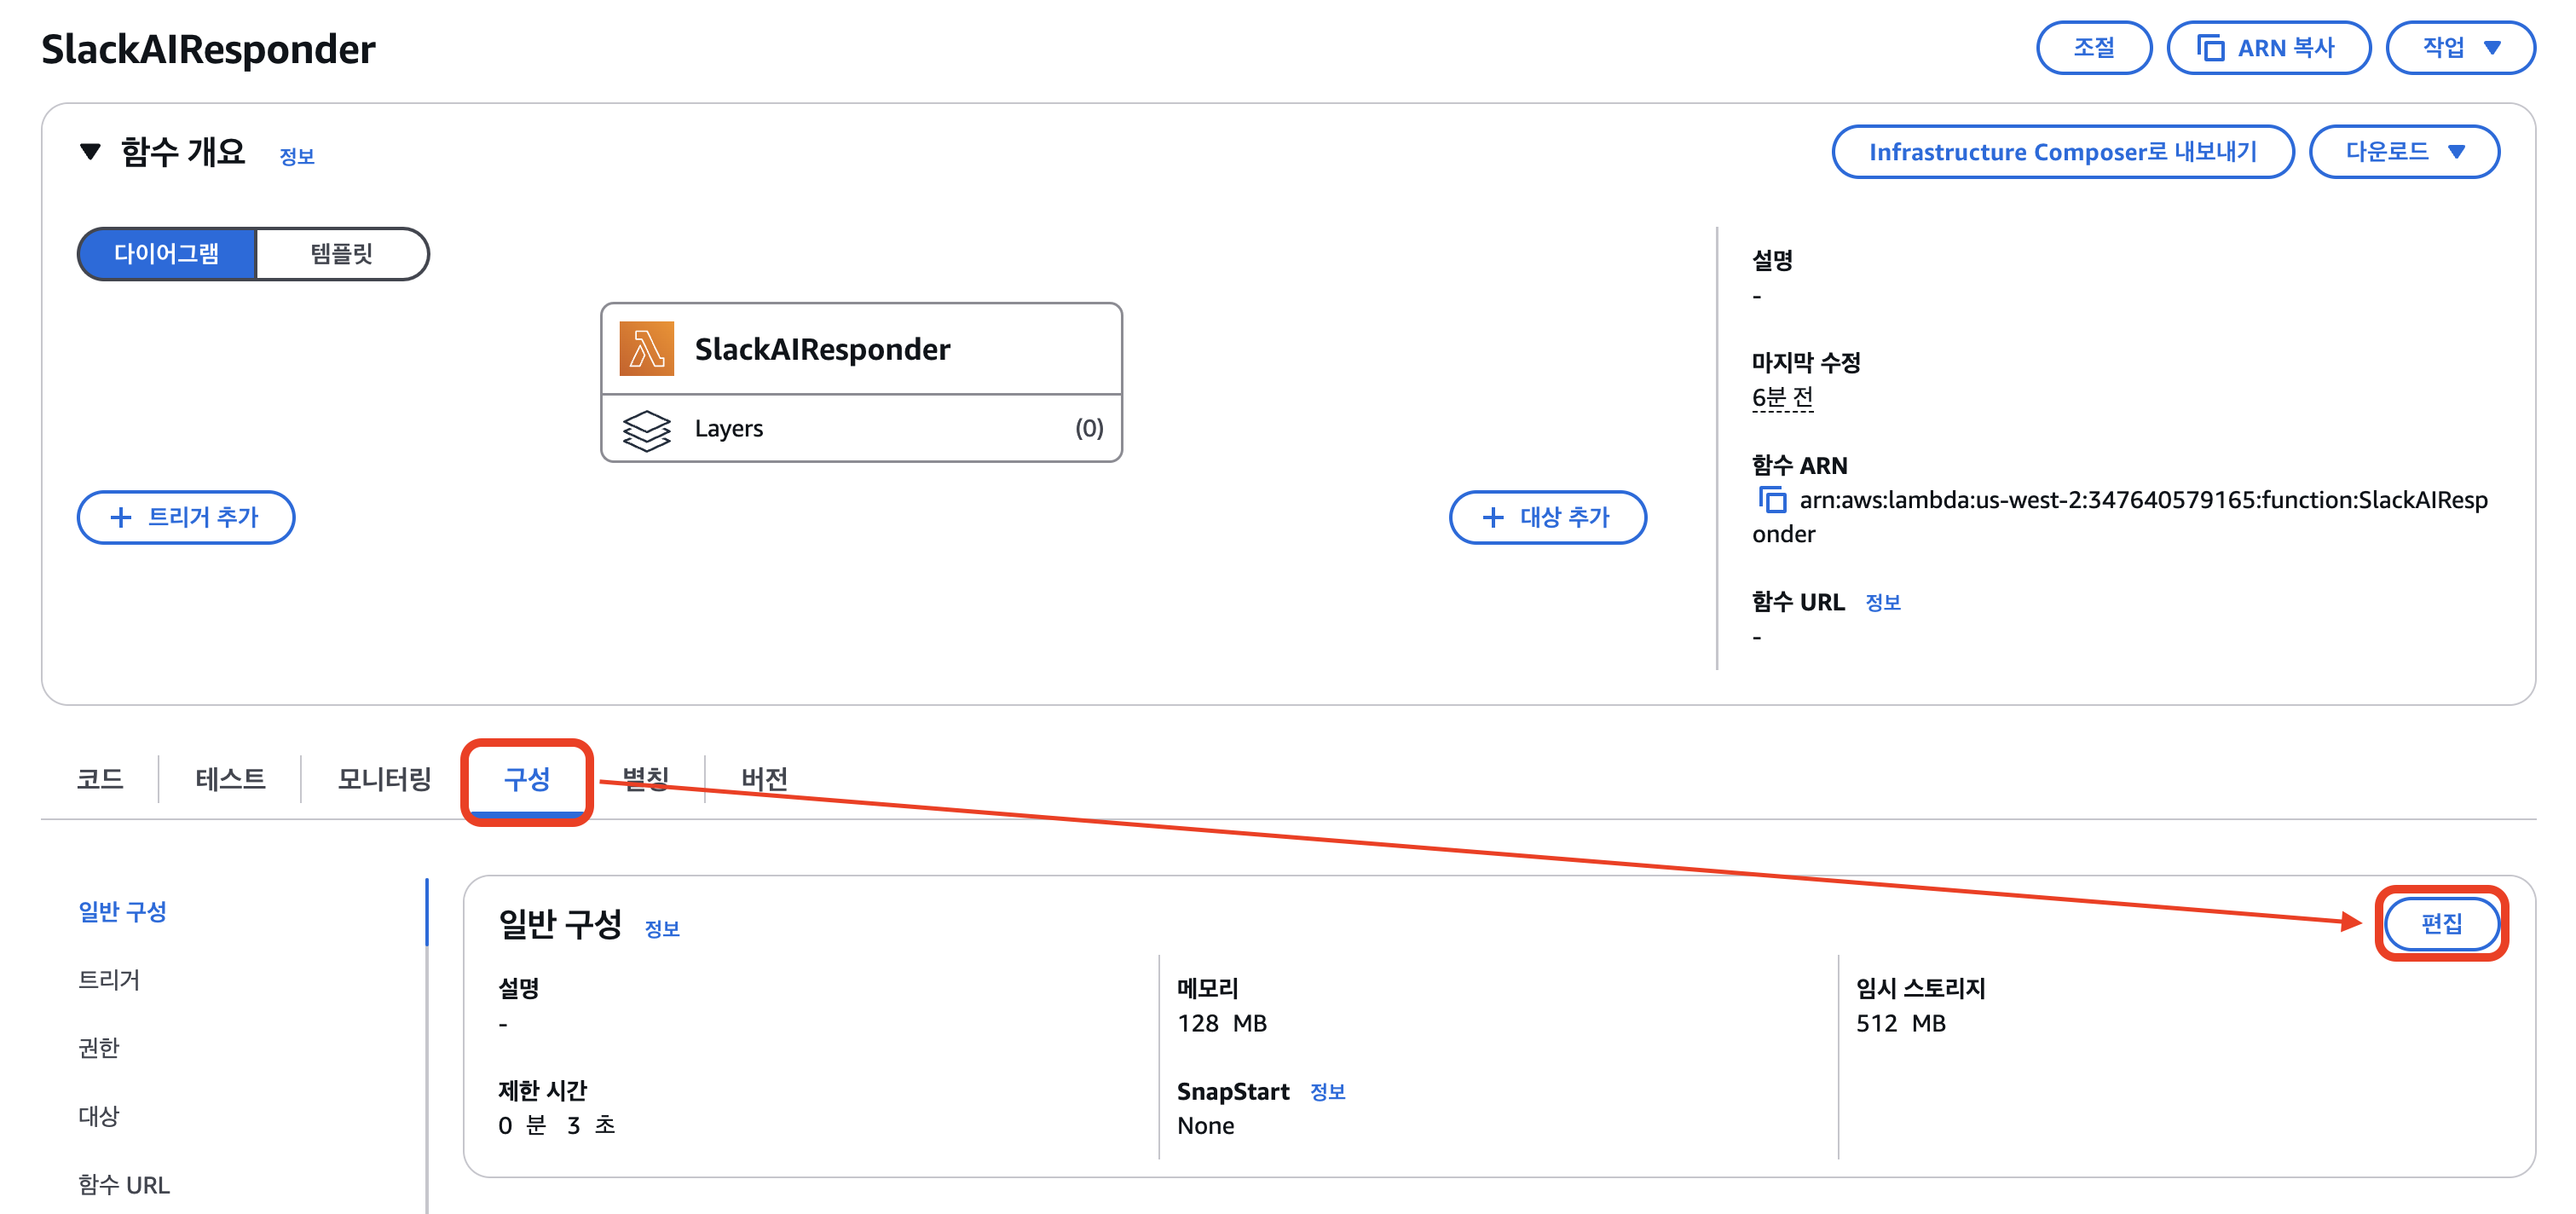 SlackAIResponder
조절
ARN 복사
작업
함수 개요 정보
Infrastructure Composer로 내보내기
다운로드
다이어그램
템플릿
SlackAIResponder
Layers (0)
+ 트리거 추가
+ 대상 추가
설명
-
마지막 수정
6분 전
함수 ARN
arn:aws:lambda:us-west-2:347640579165:function:SlackAIResp
onder
함수 URL 정보
-
코드
테스트
모니터링
구성
별칭
버전
일반 구성
트리거
권한
대상
함수 URL
일반 구성 정보
편집
설명
-
메모리
128 MB
임시 스토리지
512 MB
제한 시간
0 분 3 초
SnapStart 정보
None